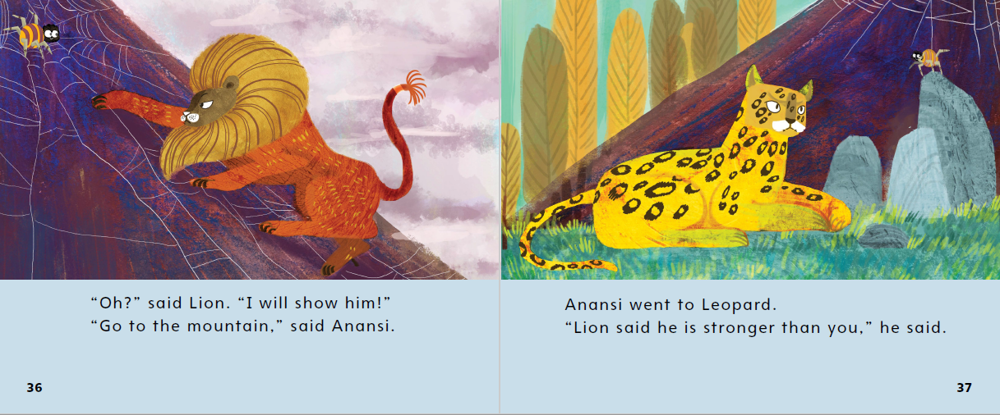 “Oh?” said Lion. “I will show him!”
“Go to the mountain,” said Anansi.
36
Anansi went to Leopard.
“Lion said he is stronger than you,” he said.
37